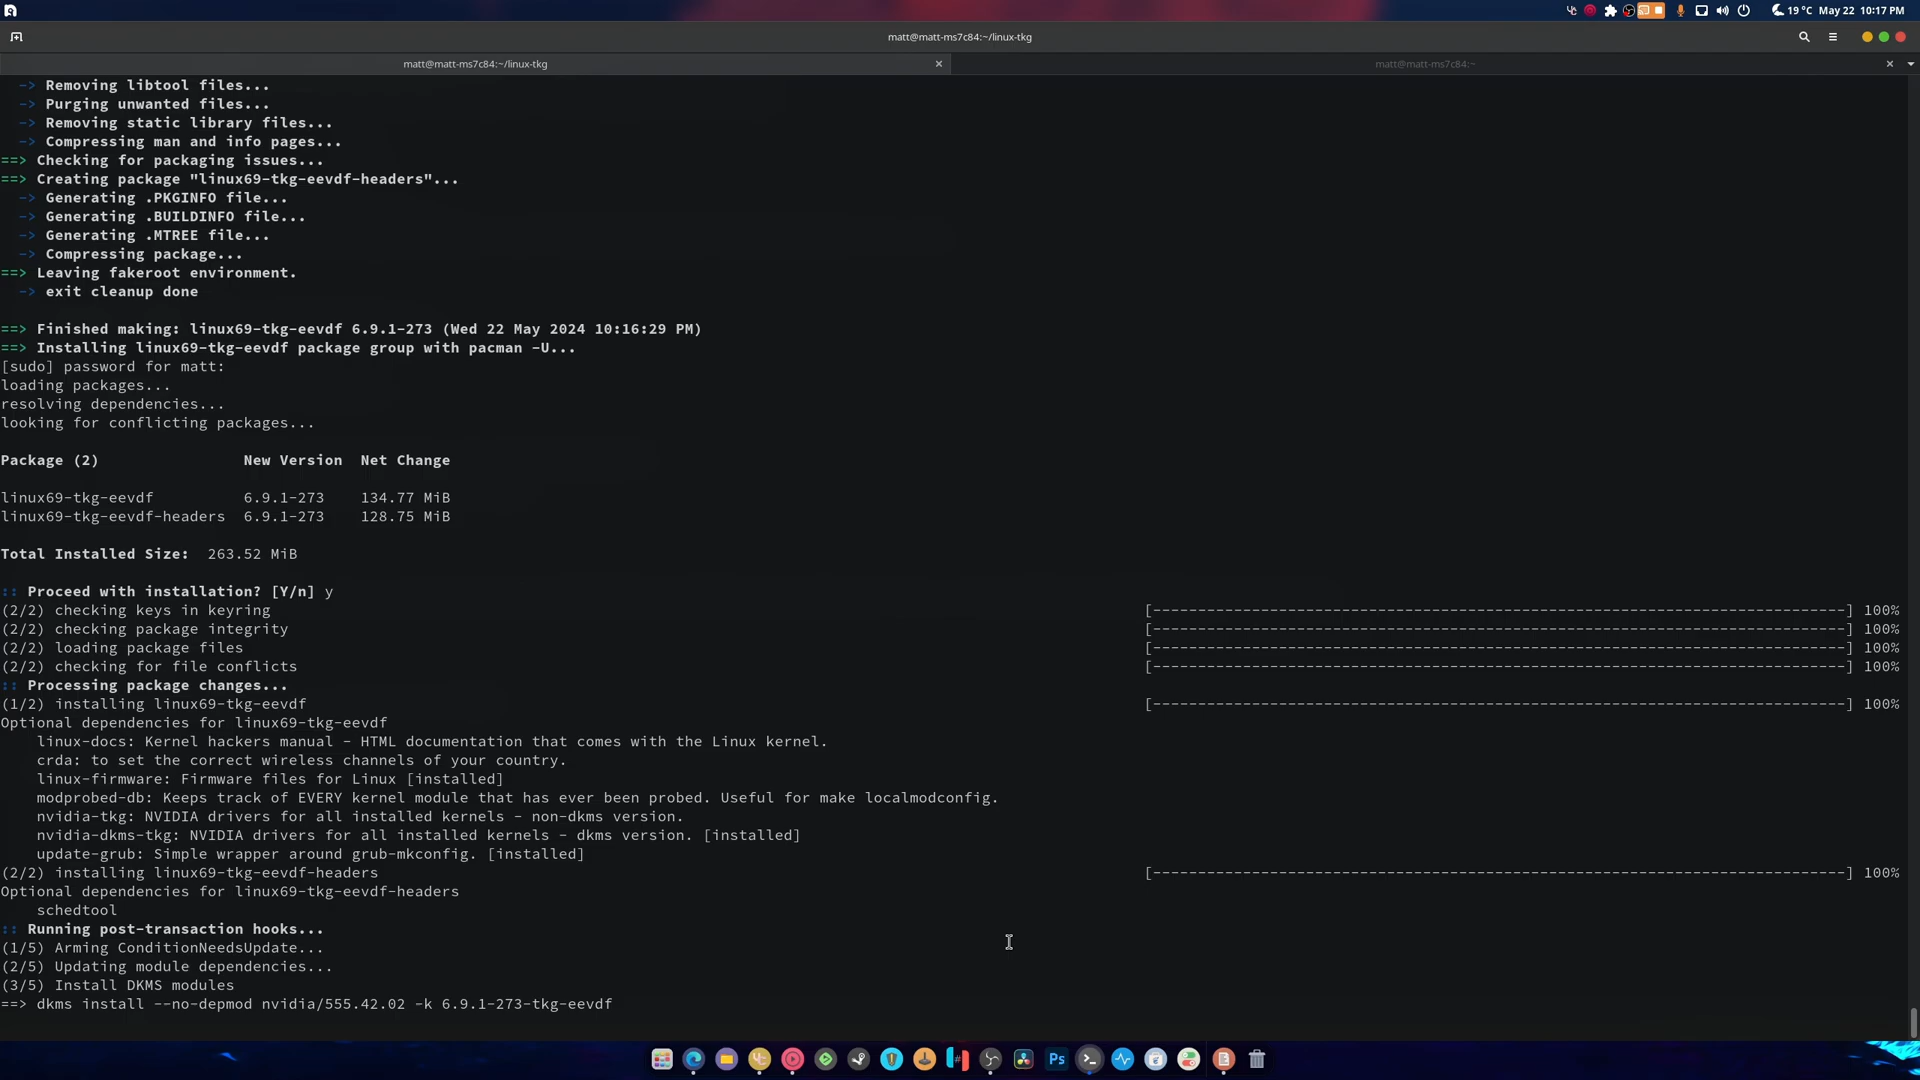 19 °C May 22 10:17 PM
matt@matt-ms7c84:~/linux-tkg
matt@matt-ms7c84:~/linux-tkg
matt@matt-ms7c84:~
-> Removing libtool files...
-> Purging unwanted files...
-> Removing static library files...
-> Compressing man and info pages...
==> Checking for packaging issues...
==> Creating package "linux69-tkg-eevdf-headers"...
-> Generating .PKGINFO file...
-> Generating .BUILDINFO file...
-> Generating .MTREE file...
-> Compressing package...
==> Leaving fakeroot environment.
-> exit cleanup done
==> Finished making: linux69-tkg-eevdf 6.9.1-273 (Wed 22 May 2024 10:16:29 PM)
==> Installing linux69-tkg-eevdf package group with pacman -U...
[sudo] password for matt:
loading packages...
resolving dependencies...
looking for conflicting packages...
Package (2) New Version Net Change
linux69-tkg-eevdf 6.9.1-273 134.77 MiB
linux69-tkg-eevdf-headers 6.9.1-273 128.75 MiB
Total Installed Size: 263.52 MiB
:: Proceed with installation? [Y/n] y
(2/2) checking keys in keyring [----------------------------------------------------------------------------] 100%
(2/2) checking package integrity [----------------------------------------------------------------------------] 100%
(2/2) loading package files [----------------------------------------------------------------------------] 100%
(2/2) checking for file conflicts [----------------------------------------------------------------------------] 100%
:: Processing package changes...
(1/2) installing linux69-tkg-eevdf [----------------------------------------------------------------------------] 100%
Optional dependencies for linux69-tkg-eevdf
linux-docs: Kernel hackers manual - HTML documentation that comes with the Linux kernel.
crda: to set the correct wireless channels of your country.
linux-firmware: Firmware files for Linux [installed]
modprobed-db: Keeps track of EVERY kernel module that has ever been probed. Useful for make localmodconfig.
nvidia-tkg: NVIDIA drivers for all installed kernels - non-dkms version.
nvidia-dkms-tkg: NVIDIA drivers for all installed kernels - dkms version. [installed]
update-grub: Simple wrapper around grub-mkconfig. [installed]
(2/2) installing linux69-tkg-eevdf-headers [----------------------------------------------------------------------------] 100%
Optional dependencies for linux69-tkg-eevdf-headers
schedtool
:: Running post-transaction hooks...
(1/5) Arming ConditionNeedsUpdate...
(2/5) Updating module dependencies...
(3/5) Install DKMS modules
==> dkms install --no-depmod nvidia/555.42.02 -k 6.9.1-273-tkg-eevdf
Ps